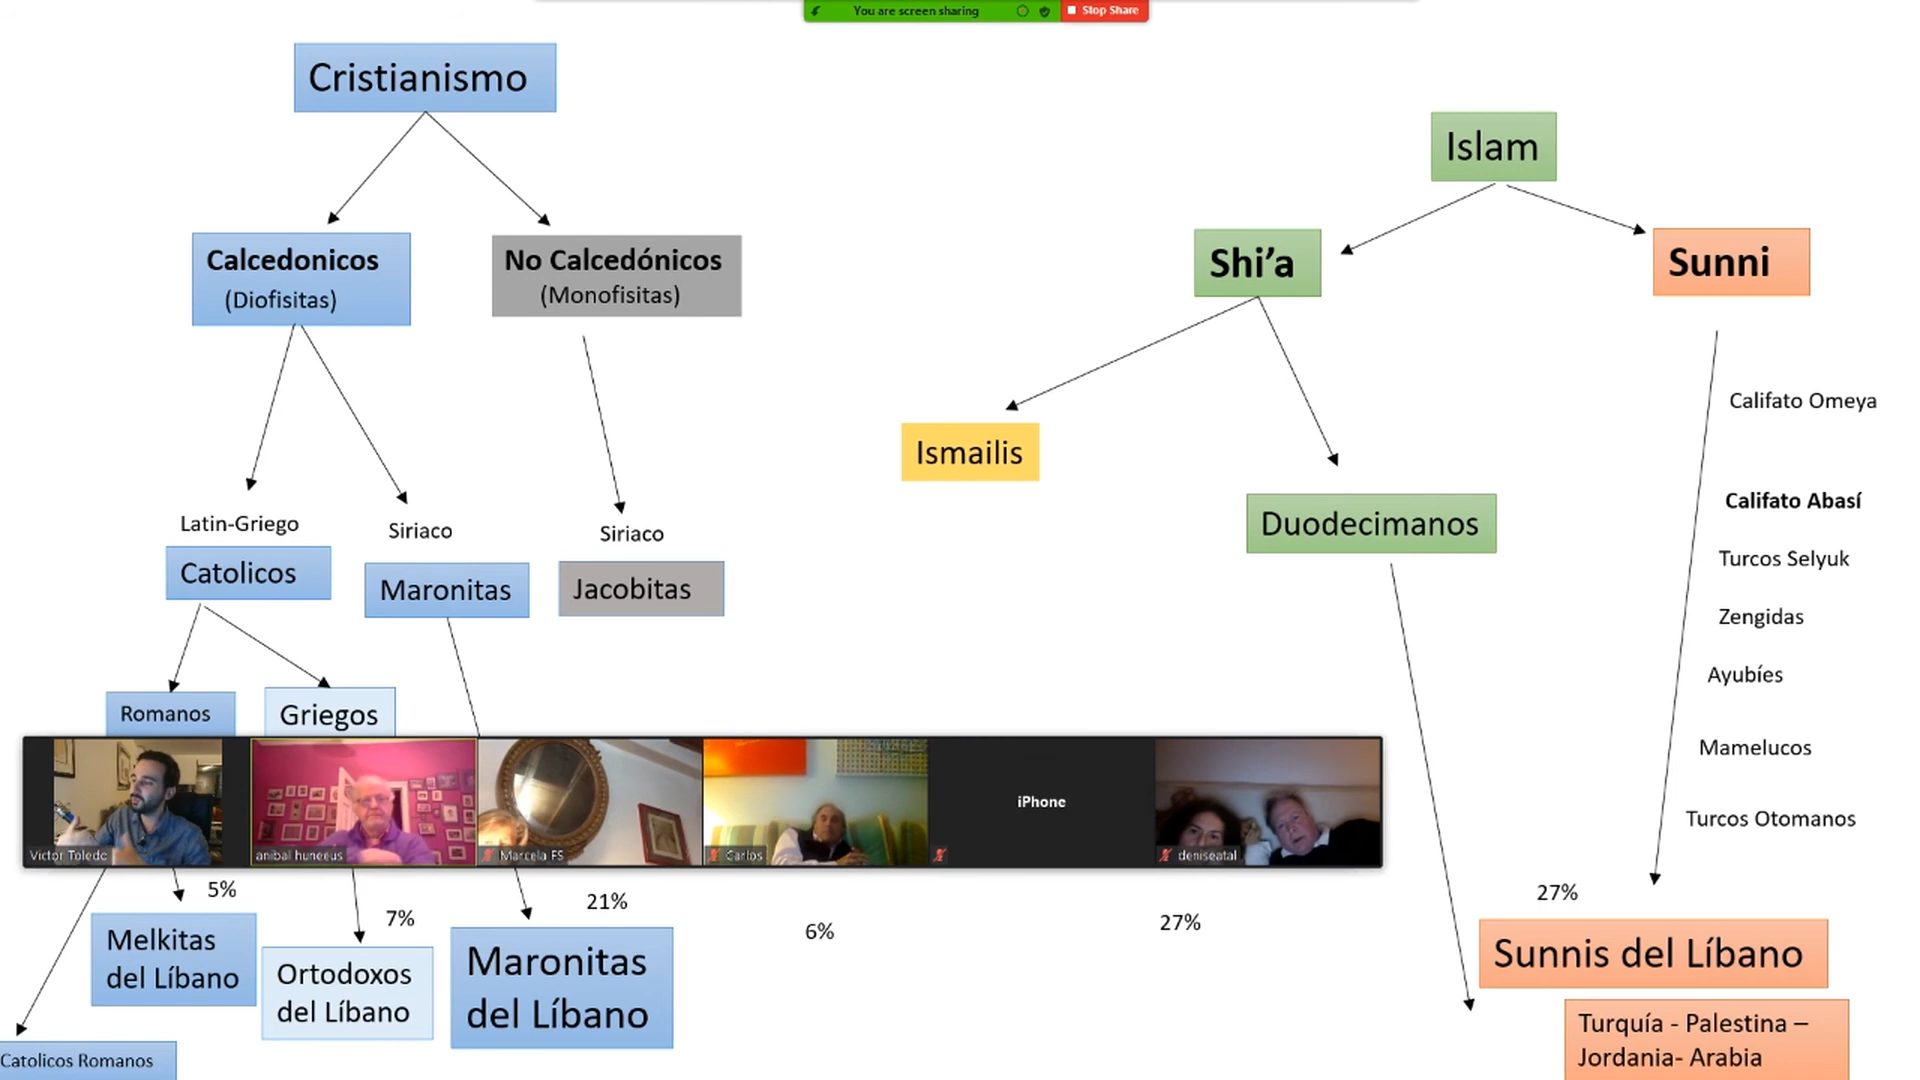 You are screen sharing
Stop Share
Cristianismo
Islam
Calcedonicos
(Diofisitas)
No Calcedónicos
(Monofisitas)
Shi’a
Sunni
Califato Omeya
Ismailis
Califato Abasí
Latin-Griego
Siriaco
Siriaco
Duodecimanos
Turcos Selyuk
Catolicos
Maronitas
Jacobitas
Zengidas
Ayubíes
Romanos
Griegos
Mamelucos
iPhone
Turcos Otomanos
Victor Toledo
anibal huneeus
Marcela FS
Carlos
deniseatal
5%
7%
21%
6%
27%
27%
Melkitas
del Líbano
Ortodoxos
del Líbano
Maronitas
del Líbano
Sunnis del Líbano
Turquía - Palestina –
Jordania- Arabia
Catolicos Romanos